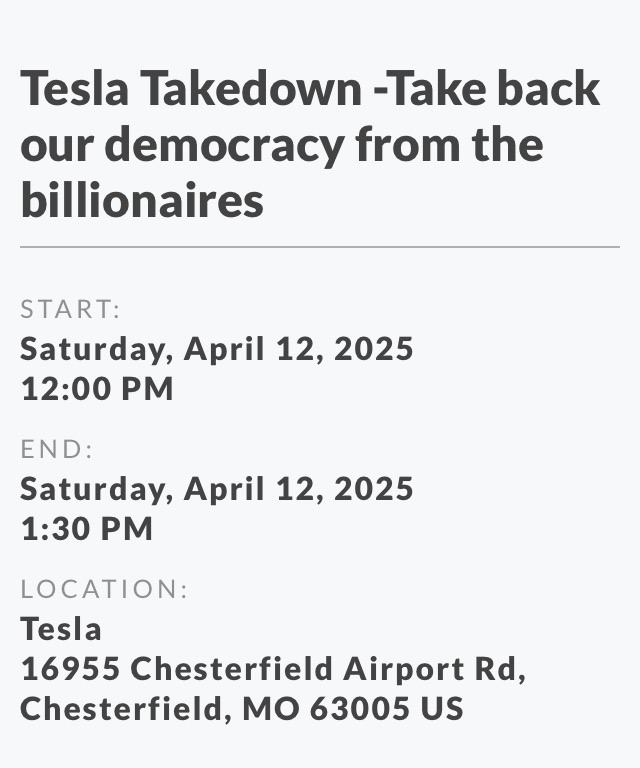 Tesla Takedown -Take back
our democracy from the
billionaires
START:
Saturday, April 12, 2025
12:00 PM
END:
Saturday, April 12, 2025
1:30 PM
LOCATION:
Tesla
16955 Chesterfield Airport Rd,
Chesterfield, MO 63005 US